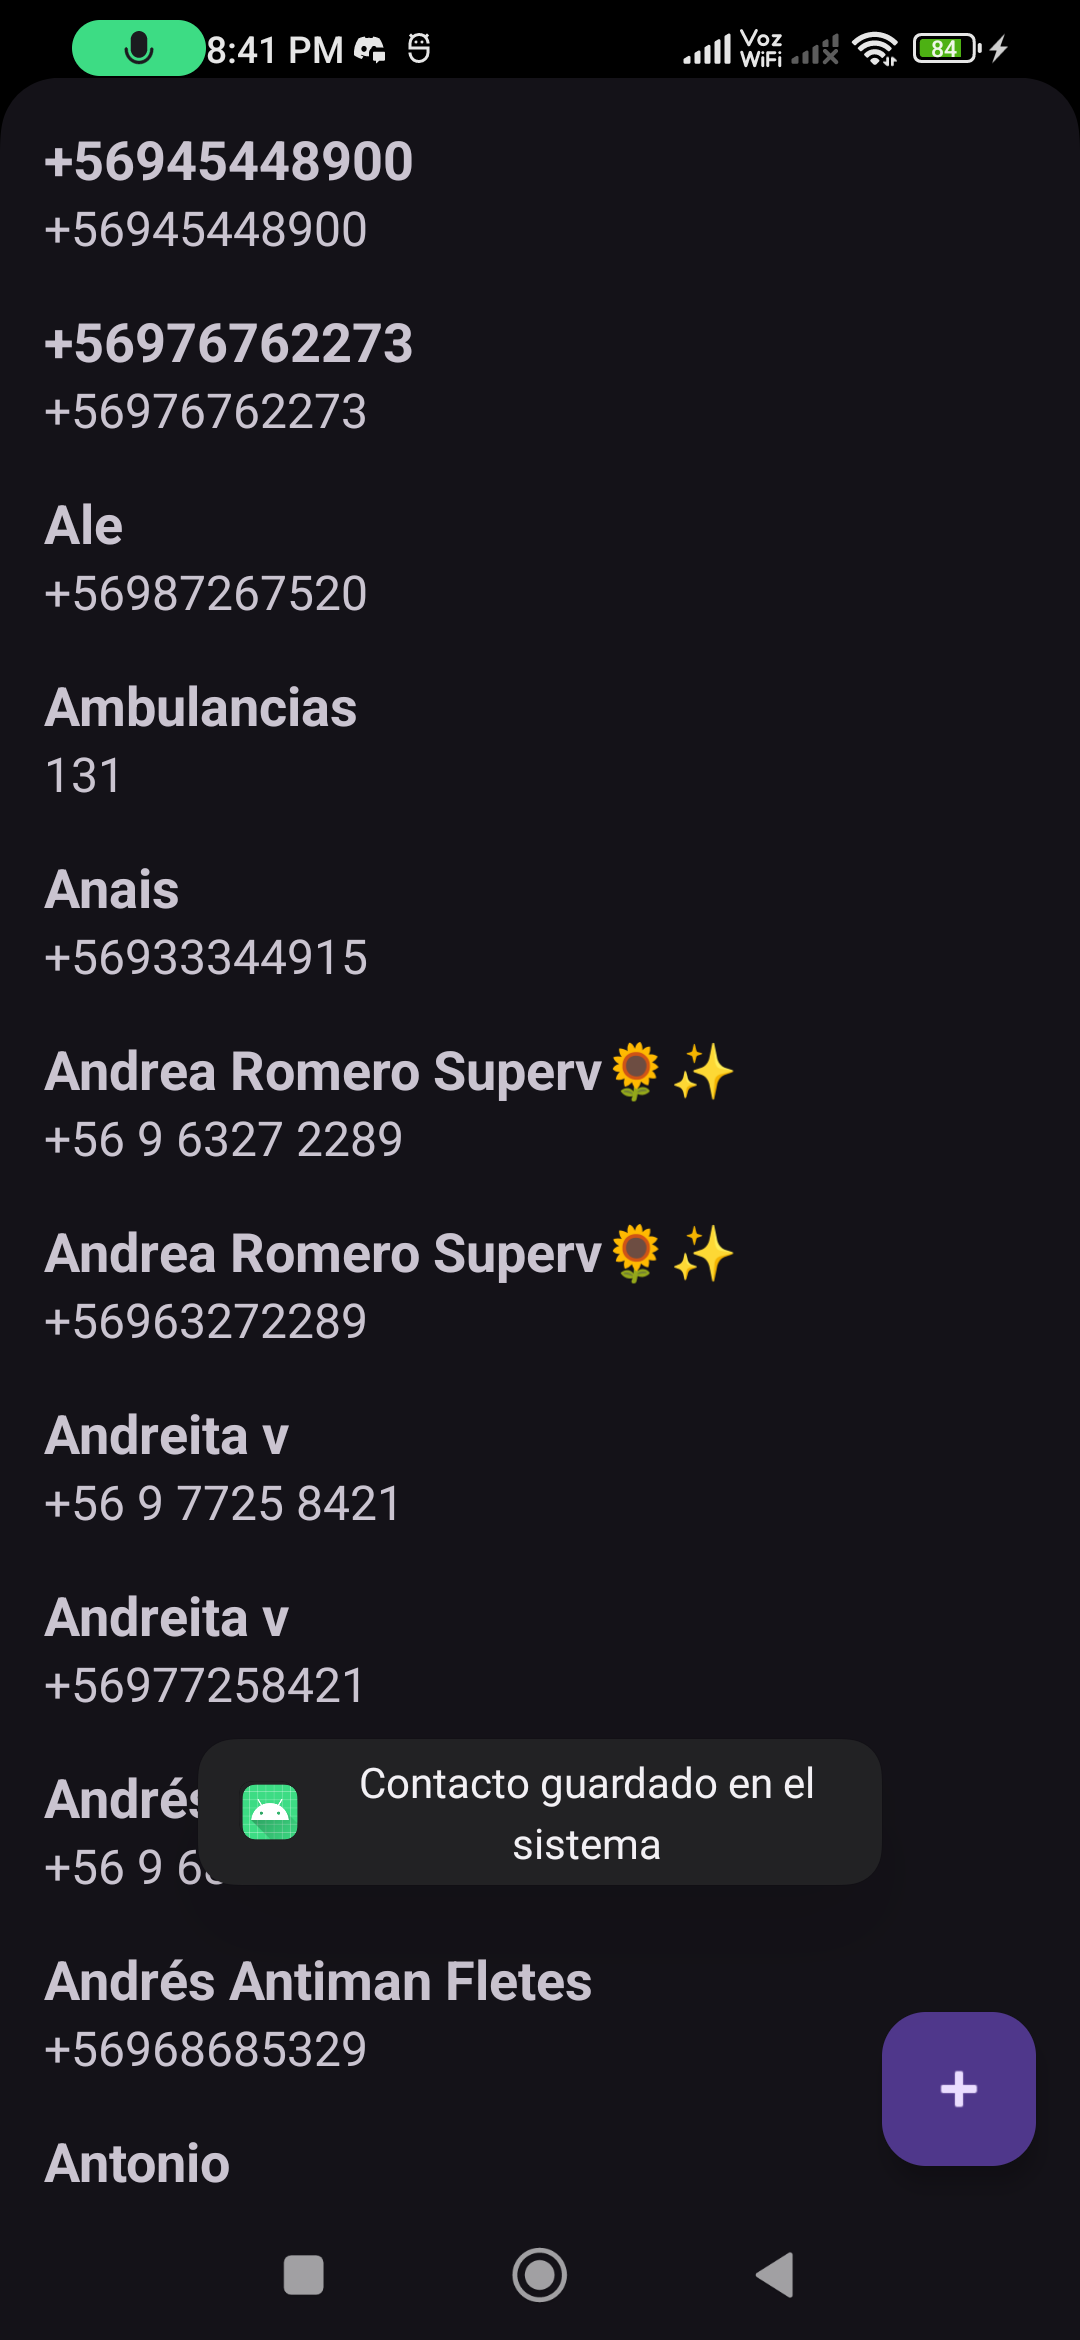 8:41 PM
Voz
WiFi
84
+56945448900
+56945448900
+56976762273
+56976762273
Ale
+56987267520
Ambulancias
131
Anais
+56933344915
Andrea Romero Superv🌻✨
+56 9 6327 2289
Andrea Romero Superv🌻✨
+56963272289
Andreita v
+56 9 7725 8421
Andreita v
+56977258421
Andrés
+56 9 6
Contacto guardado en el
sistema
Andrés Antiman Fletes
+56968685329
+
Antonio